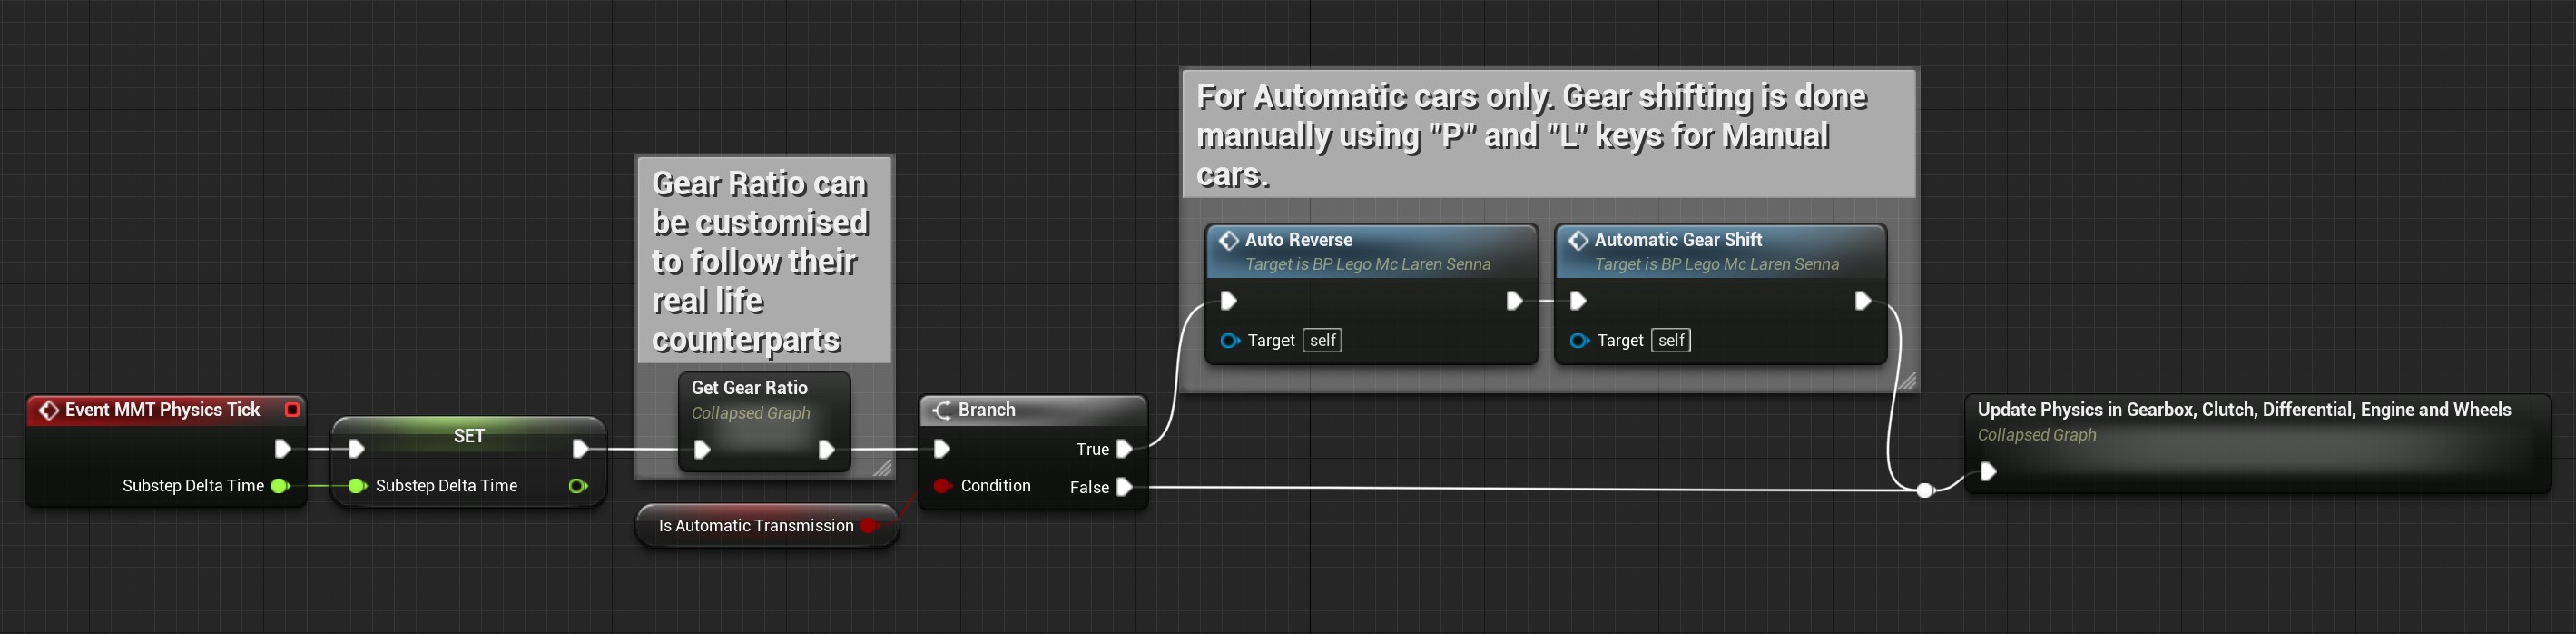 For Automatic cars only. Gear shifting is done
manually using "P" and "L" keys for Manual
cars.
Gear Ratio can
be customised
to follow their
real life
counterparts
Auto Reverse
Target is BP Lego Mc Laren Senna
Target self
Automatic Gear Shift
Target is BP Lego Mc Laren Senna
Target self
Event MMT Physics Tick
Substep Delta Time
SET
Substep Delta Time
Get Gear Ratio
Collapsed Graph
Is Automatic Transmission
Branch
True
Condition
False
Update Physics in Gearbox, Clutch, Differential, Engine and Wheels
Collapsed Graph